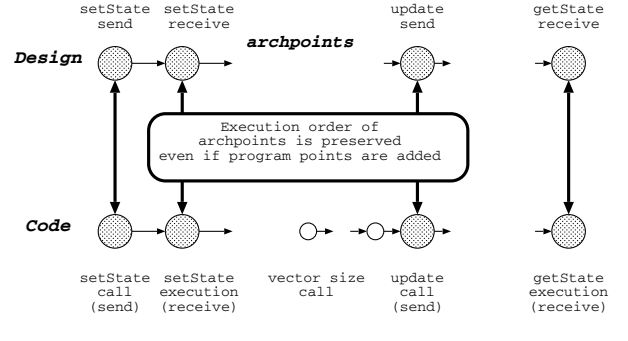 setState setState update getState
send receive send receive
archpoints
Design
Execution order of
archpoints is preserved
even if program points are added
Code
setState setState vector size update getState
call execution call call execution
(send) (receive) (send) (receive)